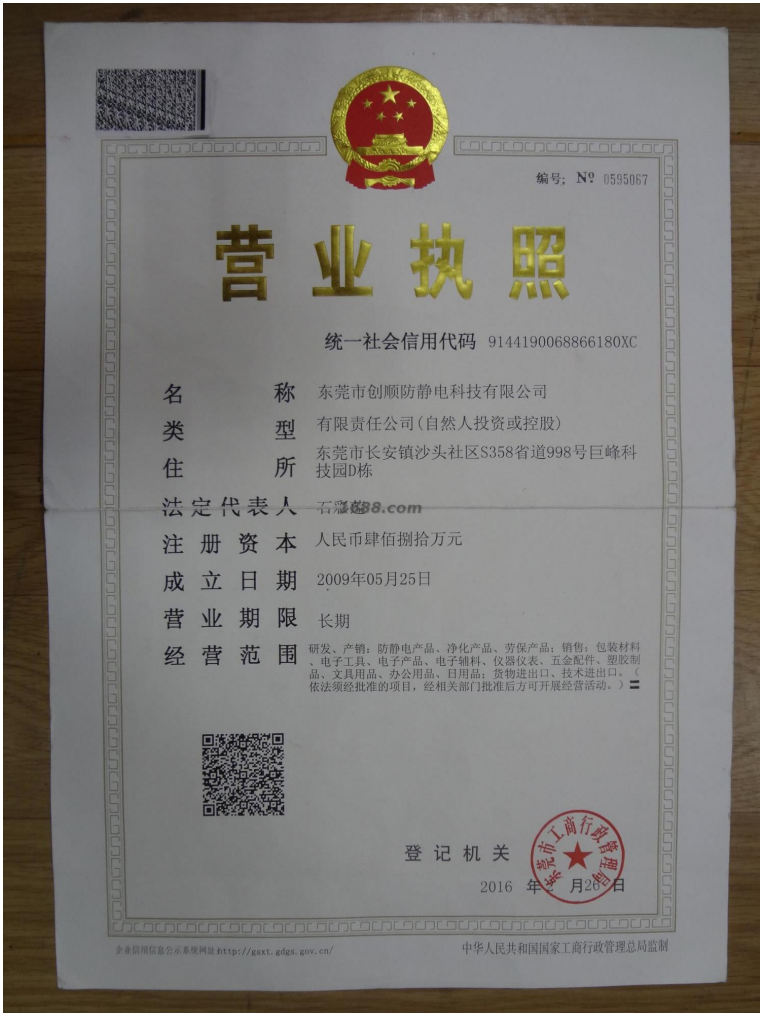 编号: Nº 0595067
营业执照
统一社会信用代码 9144190068866180XC
名称 东莞市创顺防静电科技有限公司
类型 有限责任公司(自然人投资或控股)
住所 东莞市长安镇沙头社区S358省道998号巨峰科
技园D栋
法定代表人 石
1688.com
注册资本 人民币肆佰捌拾万元
成立日期 2009年05月25日
营业期限 长期
经营范围 研发、产销：防静电产品、净化产品、劳保产品；销售：包装材料
、电子工具、电子产品、电子辅料、仪器仪表、五金配件、塑胶制
品、文具用品、办公用品、日用品；货物进出口、技术进出口。（
依法须经批准的项目，经相关部门批准后方可开展经营活动。）
登记机关
东莞市工商行政管理局
2016 年2 月26日
企业信用信息公示系统网址:http://gsxt.gdgs.gov.cn/
中华人民共和国国家工商行政管理总局监制